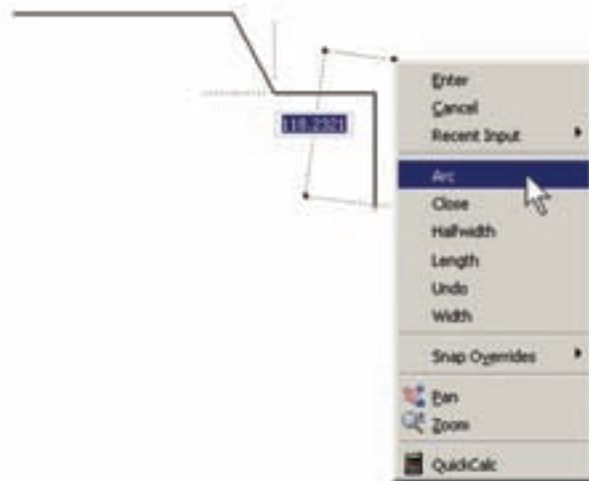 118.2321
Enter
Cancel
Recent Input
Arc
Close
Halfwidth
Length
Undo
Width
Snap Overrides
Pan
Zoom
QuickCalc